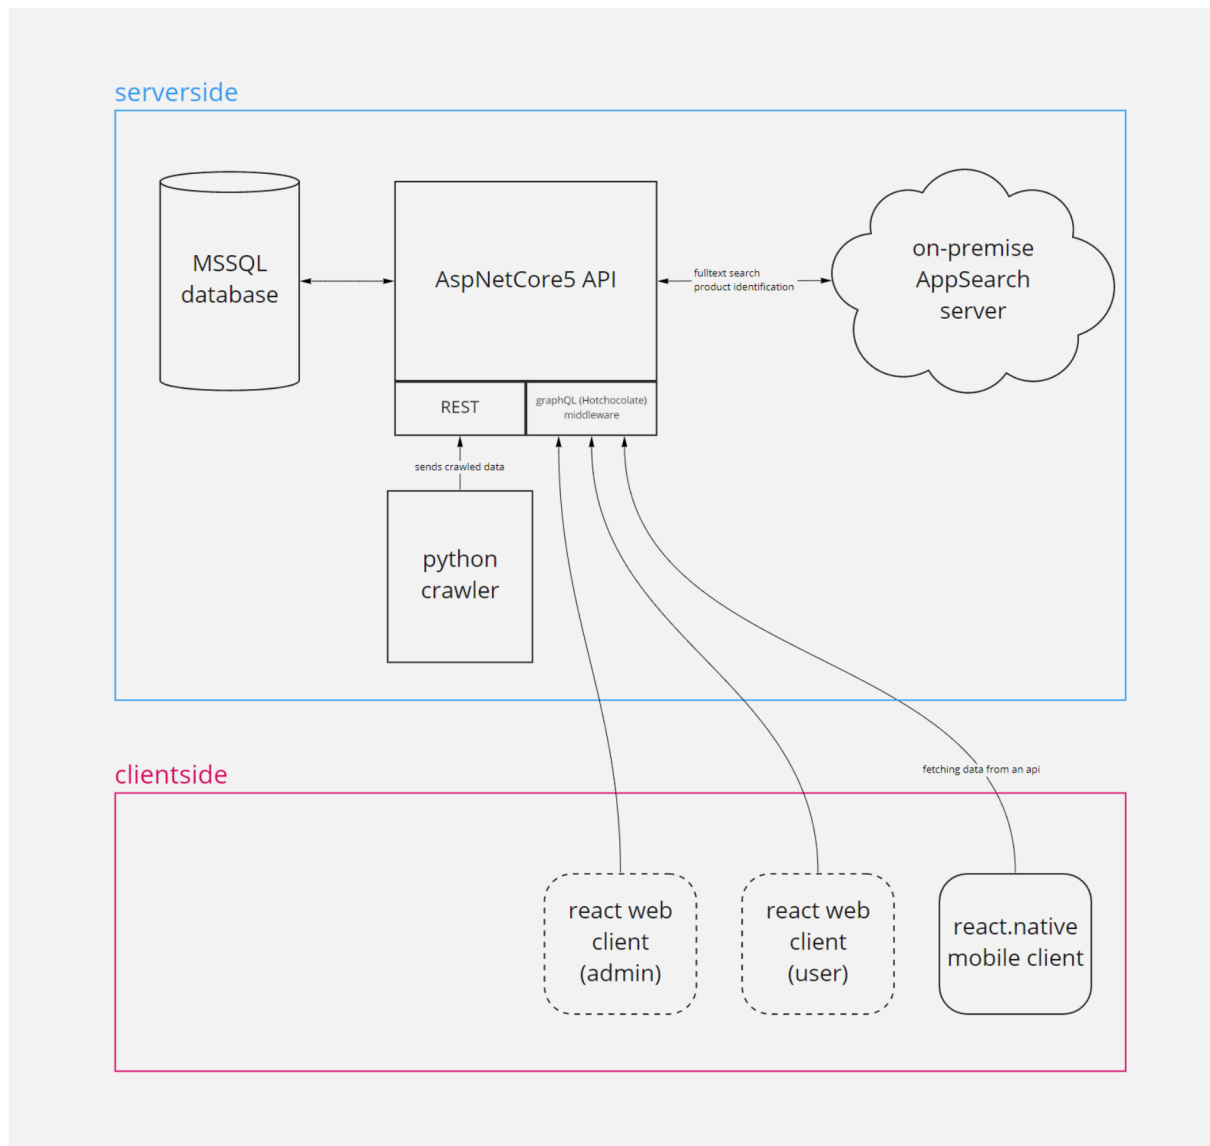 serverside
MSSQL
database
AspNetCore5 API
fulltext search
product identification
on-premise
AppSearch
server
REST
graphQL (Hotchocolate)
middleware
sends crawled data
python
crawler
clientside
fetching data from an api
react web
client
(admin)
react web
client
(user)
react.native
mobile client